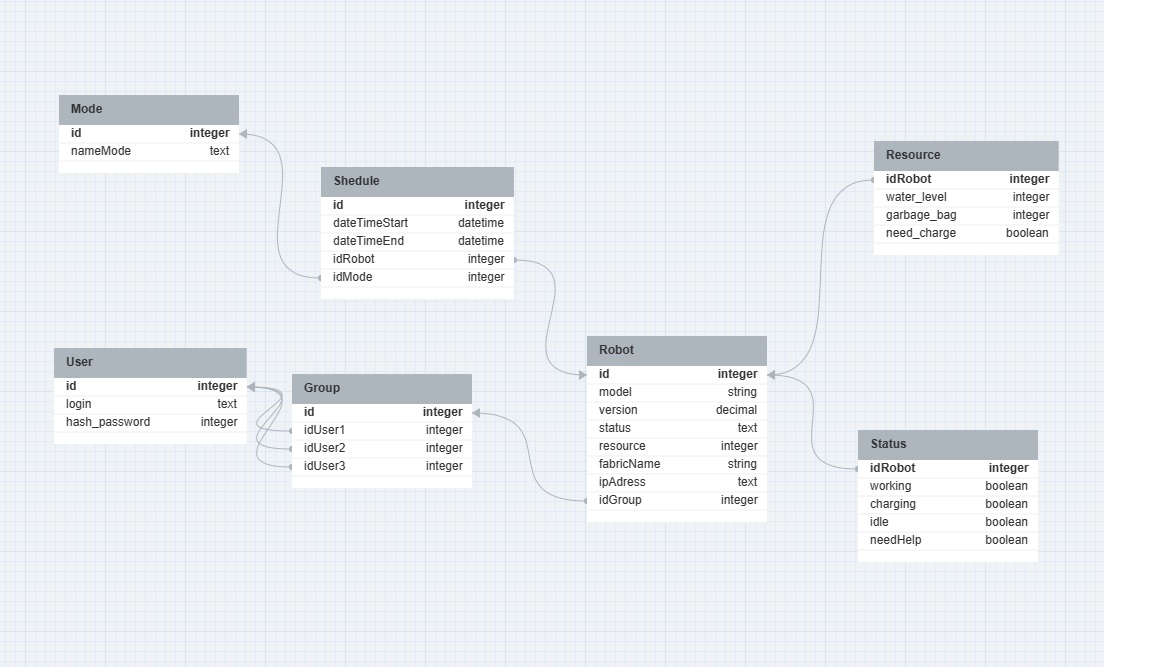 Mode
id integer
nameMode text
Shedule
id integer
dateTimeStart datetime
dateTimeEnd datetime
idRobot integer
idMode integer
Resource
idRobot integer
water_level integer
garbage_bag integer
need_charge boolean
User
id integer
login text
hash_password integer
Group
id integer
idUser1 integer
idUser2 integer
idUser3 integer
Robot
id integer
model string
version decimal
status text
resource integer
fabricName string
ipAdress text
idGroup integer
Status
idRobot integer
working boolean
charging boolean
idle boolean
needHelp boolean